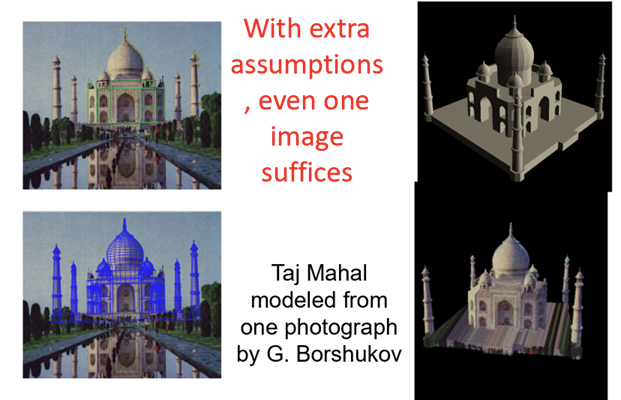 With extra
assumptions
, even one
image
suffices
Taj Mahal
modeled from
one photograph
by G. Borshukov